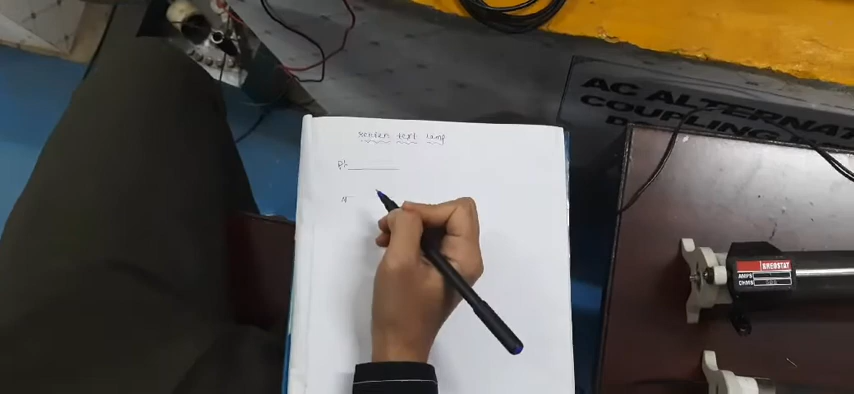 series test lamp
Ph
N
AC ALTERNAT
COUPLING
RHEOSTAT
AMPS
OHMS